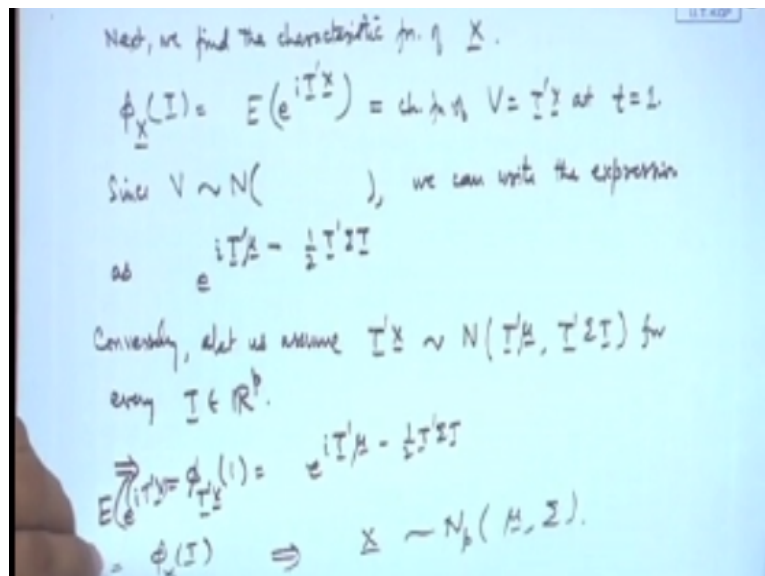 Next, we find the characteristic fn. of X.
ϕ_X(T) = E(e^{iT'X}) = ch. fn. of V = T'X at t=1
Since V ~ N( ), we can write the expression
as e^{iT'μ - ½T'ΣT}
Conversely, let us assume T'X ~ N(T'μ, T'ΣT) for
every T ∈ ℝ^p.
⇒ E(e^{iT'X}) = ϕ_{T'X}(1) = e^{iT'μ - ½T'ΣT}
= ϕ_X(T) ⇒ X ~ N_p(μ, Σ).